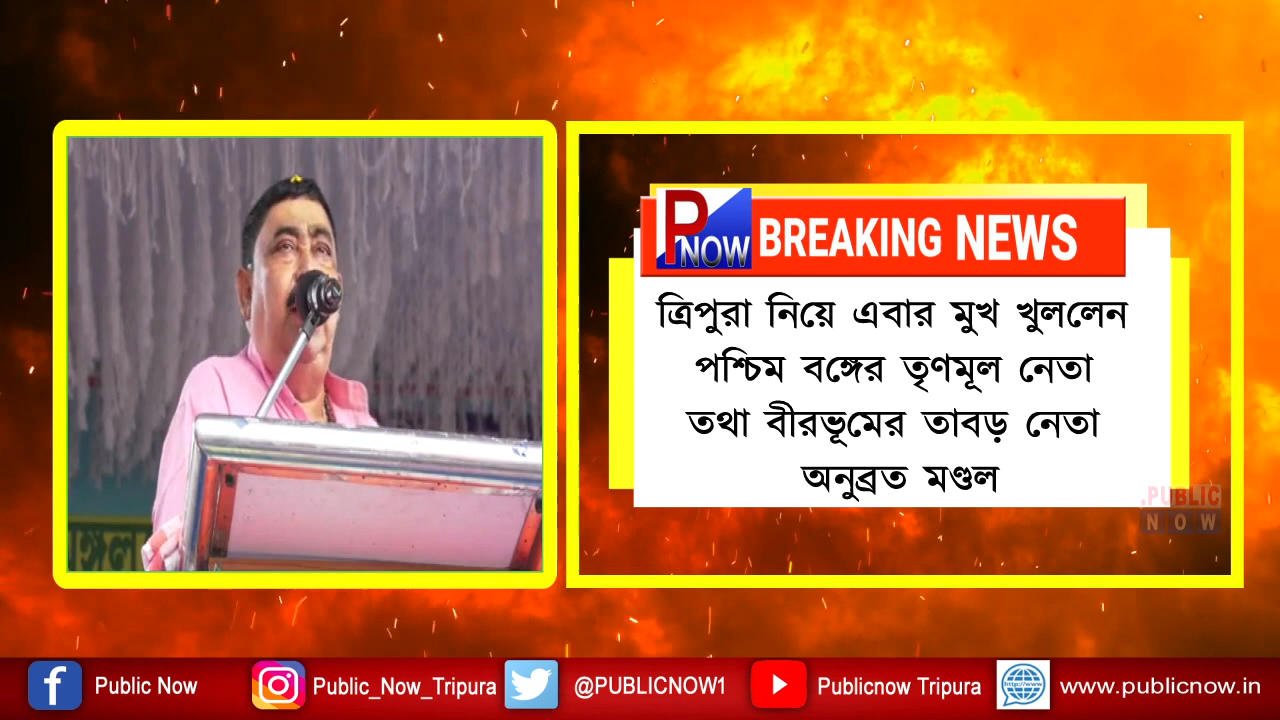 P NOW BREAKING NEWS
ত্রিপুরা নিয়ে এবার মুখ খুললেন
পশ্চিম বঙ্গের তৃণমূল নেতা
তথা বীরভূমের তাবড় নেতা
অনুব্রত মণ্ডল
.PUBLIC
NOW
Public Now
Public_Now_Tripura
@PUBLICNOW1
Publicnow Tripura
www.publicnow.in